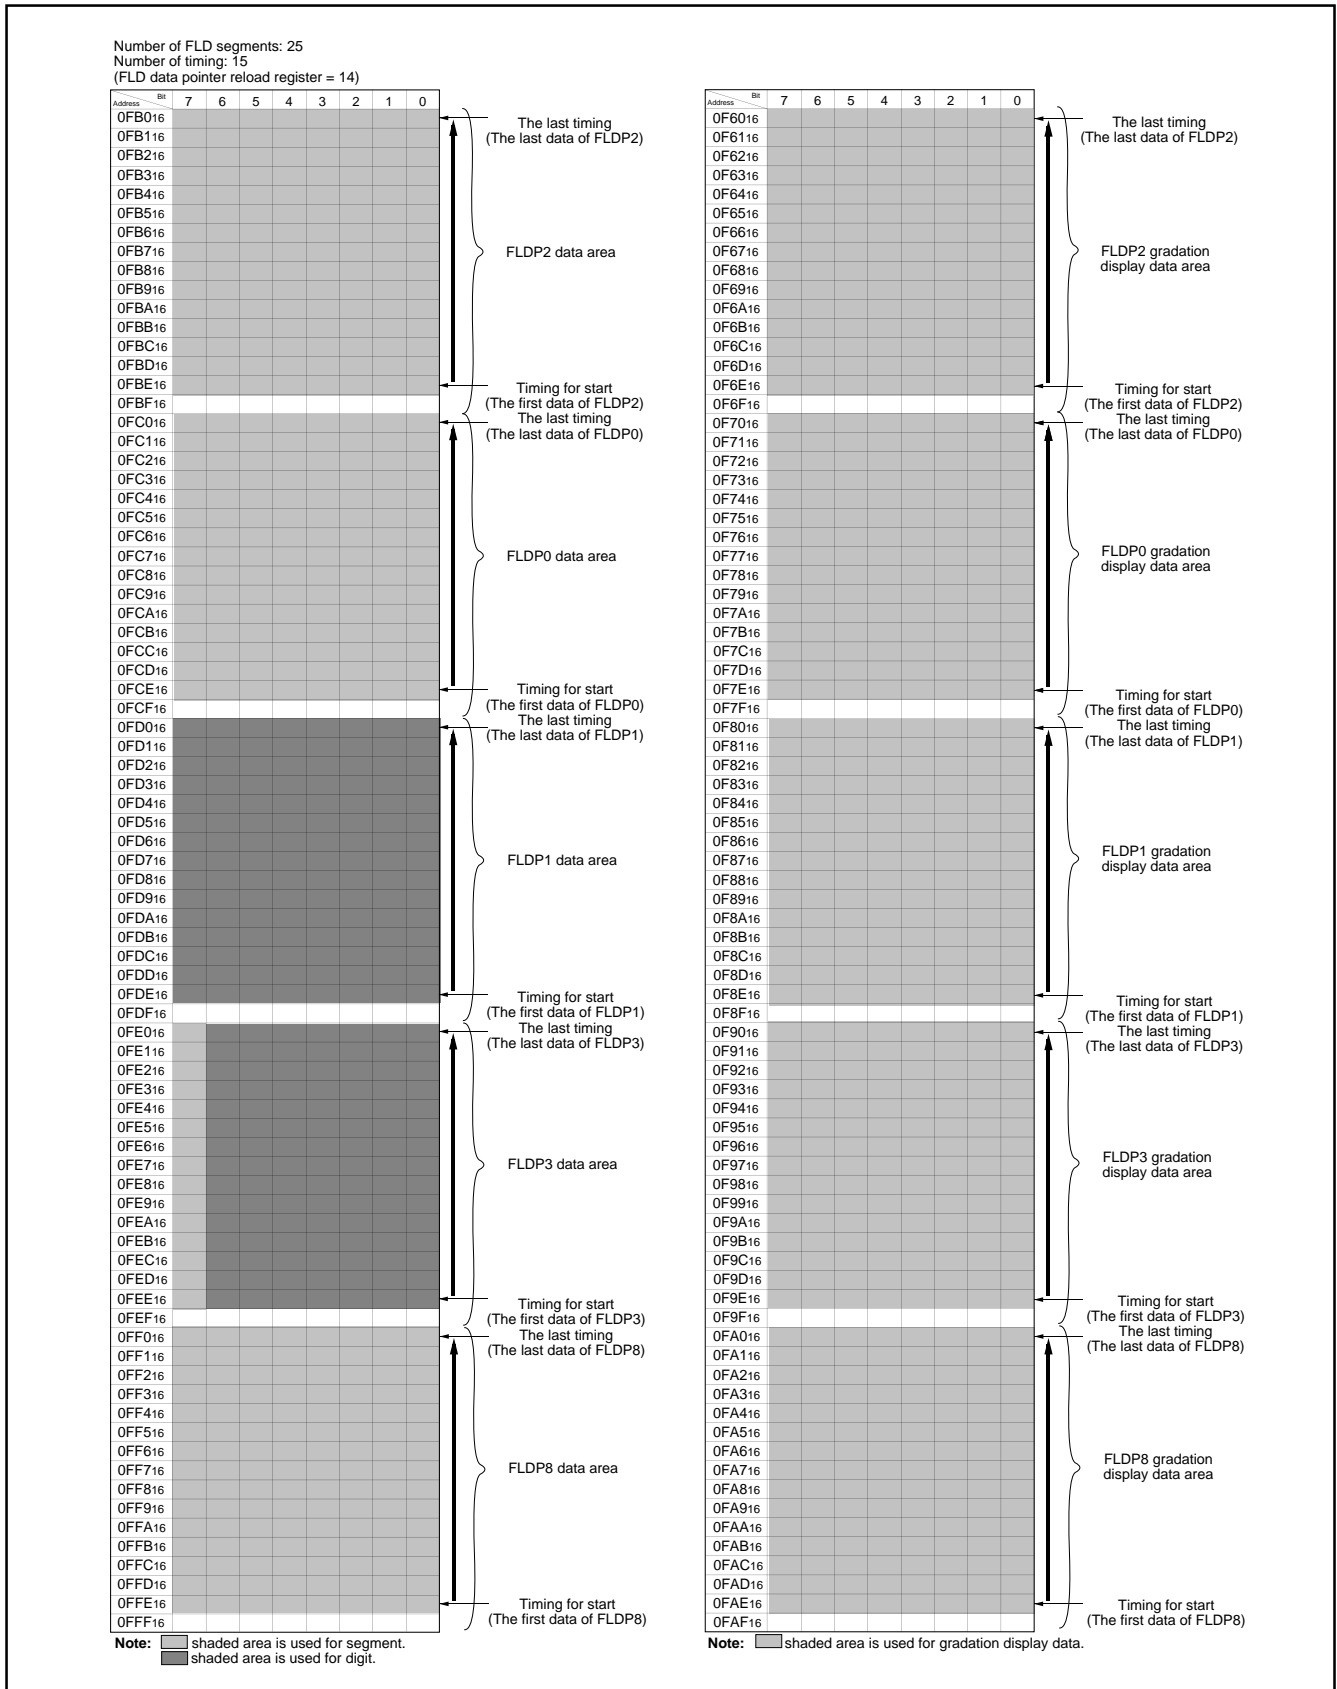 Number of FLD segments: 25
Number of timing: 15
(FLD data pointer reload register = 14)
Bit
Address
7 6 5 4 3 2 1 0
0FB016
0FB116
0FB216
0FB316
0FB416
0FB516
0FB616
0FB716
0FB816
0FB916
0FBA16
0FBB16
0FBC16
0FBD16
0FBE16
0FBF16
0FC016
0FC116
0FC216
0FC316
0FC416
0FC516
0FC616
0FC716
0FC816
0FC916
0FCA16
0FCB16
0FCC16
0FCD16
0FCE16
0FCF16
0FD016
0FD116
0FD216
0FD316
0FD416
0FD516
0FD616
0FD716
0FD816
0FD916
0FDA16
0FDB16
0FDC16
0FDD16
0FDE16
0FDF16
0FE016
0FE116
0FE216
0FE316
0FE416
0FE516
0FE616
0FE716
0FE816
0FE916
0FEA16
0FEB16
0FEC16
0FED16
0FEE16
0FEF16
0FF016
0FF116
0FF216
0FF316
0FF416
0FF516
0FF616
0FF716
0FF816
0FF916
0FFA16
0FFB16
0FFC16
0FFD16
0FFE16
0FFF16
The last timing
(The last data of FLDP2)
FLDP2 data area
Timing for start
(The first data of FLDP2)
The last timing
(The last data of FLDP0)
FLDP0 data area
Timing for start
(The first data of FLDP0)
The last timing
(The last data of FLDP1)
FLDP1 data area
Timing for start
(The first data of FLDP1)
The last timing
(The last data of FLDP3)
FLDP3 data area
Timing for start
(The first data of FLDP3)
The last timing
(The last data of FLDP8)
FLDP8 data area
Timing for start
(The first data of FLDP8)
Note: shaded area is used for segment.
shaded area is used for digit.
Bit
Address
7 6 5 4 3 2 1 0
0F6016
0F6116
0F6216
0F6316
0F6416
0F6516
0F6616
0F6716
0F6816
0F6916
0F6A16
0F6B16
0F6C16
0F6D16
0F6E16
0F6F16
0F7016
0F7116
0F7216
0F7316
0F7416
0F7516
0F7616
0F7716
0F7816
0F7916
0F7A16
0F7B16
0F7C16
0F7D16
0F7E16
0F7F16
0F8016
0F8116
0F8216
0F8316
0F8416
0F8516
0F8616
0F8716
0F8816
0F8916
0F8A16
0F8B16
0F8C16
0F8D16
0F8E16
0F8F16
0F9016
0F9116
0F9216
0F9316
0F9416
0F9516
0F9616
0F9716
0F9816
0F9916
0F9A16
0F9B16
0F9C16
0F9D16
0F9E16
0F9F16
0FA016
0FA116
0FA216
0FA316
0FA416
0FA516
0FA616
0FA716
0FA816
0FA916
0FAA16
0FAB16
0FAC16
0FAD16
0FAE16
0FAF16
The last timing
(The last data of FLDP2)
FLDP2 gradation
display data area
Timing for start
(The first data of FLDP2)
The last timing
(The last data of FLDP0)
FLDP0 gradation
display data area
Timing for start
(The first data of FLDP0)
The last timing
(The last data of FLDP1)
FLDP1 gradation
display data area
Timing for start
(The first data of FLDP1)
The last timing
(The last data of FLDP3)
FLDP3 gradation
display data area
Timing for start
(The first data of FLDP3)
The last timing
(The last data of FLDP8)
FLDP8 gradation
display data area
Timing for start
(The first data of FLDP8)
Note: shaded area is used for gradation display data.